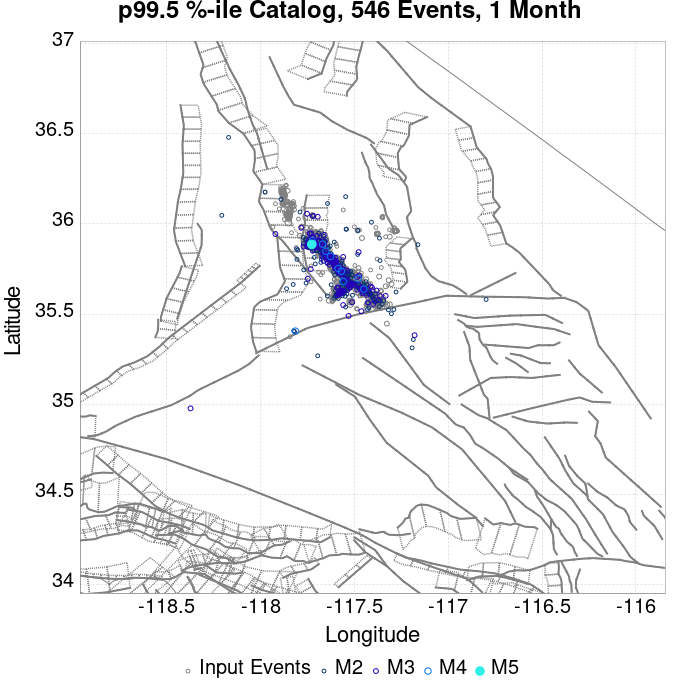 p99.5 %-ile Catalog, 546 Events, 1 Month
37
36.5
36
35.5
35
34.5
34
Latitude
-118.5 -118 -117.5 -117 -116.5 -116
Longitude
Input Events M2 M3 M4 M5